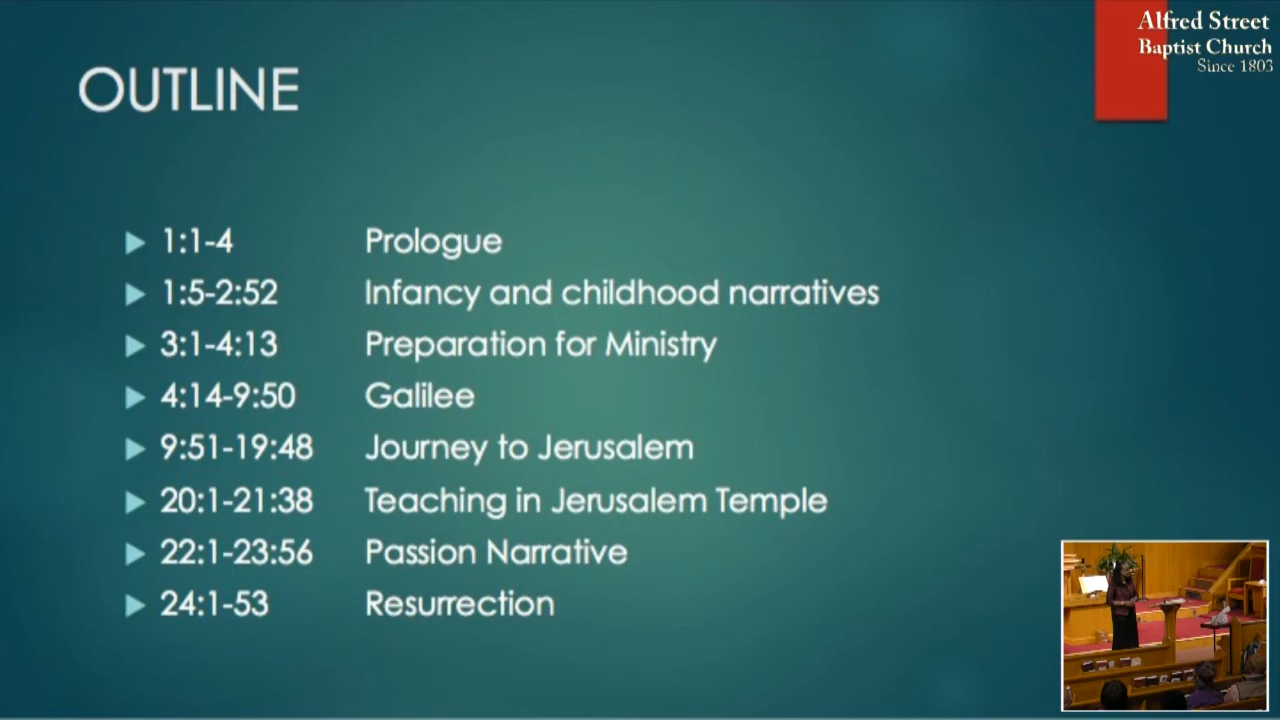 Alfred Street
Baptist Church
Since 1803
OUTLINE
1:1-4 Prologue
1:5-2:52 Infancy and childhood narratives
3:1-4:13 Preparation for Ministry
4:14-9:50 Galilee
9:51-19:48 Journey to Jerusalem
20:1-21:38 Teaching in Jerusalem Temple
22:1-23:56 Passion Narrative
24:1-53 Resurrection